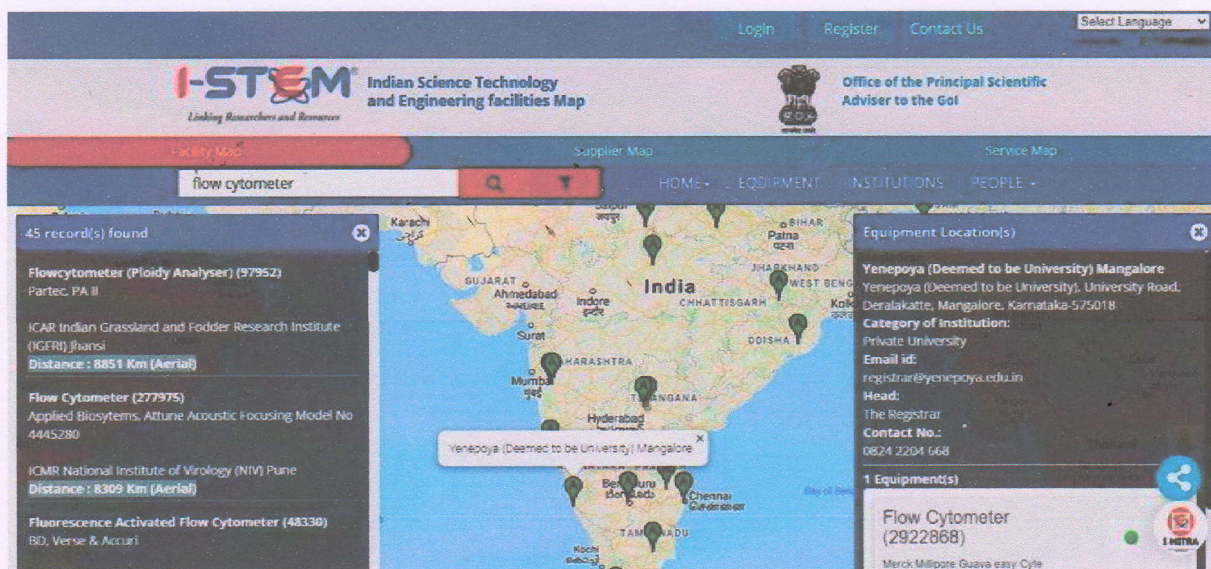 Login Register Contact Us Select Language
I-STEM
Linking Researchers and Resources
Indian Science Technology
and Engineering facilities Map
Office of the Principal Scientific
Adviser to the GoI
Facility Map Supplier Map Service Map
flow cytometer
HOME EQUIPMENT INSTITUTIONS PEOPLE
45 record(s) found
Flowcytometer (Ploidy Analyser) (97952)
Partec, PA II
ICAR Indian Grassland and Fodder Research Institute
(IGFRI) Jhansi
Distance : 8851 Km (Aerial)
Flow Cytometer (277975)
Applied Biosytems, Attune Acoustic Focusing Model No
4445280
ICMR National Institute of Virology (NIV) Pune
Distance : 8309 Km (Aerial)
Fluorescence Activated Flow Cytometer (48330)
BD, Verse & Accuri
Karachi
BIHAR
Patna
पटना
JHARKHAND
GUJARAT
Ahmedabad
Indore
इन्दौर
India
CHHATTISGARH
WEST BENG
Surat
ODISHA
MAHARASHTRA
Mumbai
मुंबई
TELANGANA
Hyderabad
Yenepoya (Deemed to be University) Mangalore
Chennai
சென்னை
TAMIL NADU
Kochi
കൊച്ചി
Equipment Location(s)
Yenepoya (Deemed to be University) Mangalore
Yenepoya (Deemed to be University), University Road,
Deralakatte, Mangalore, Karnataka-575018
Category of Institution:
Private University
Email id:
registrar@yenepoya.edu.in
Head:
The Registrar
Contact No.:
0824 2204 668
1 Equipment(s)
Flow Cytometer
(2922868)
Merck Millipore Guava easy Cyte
I-MITRA